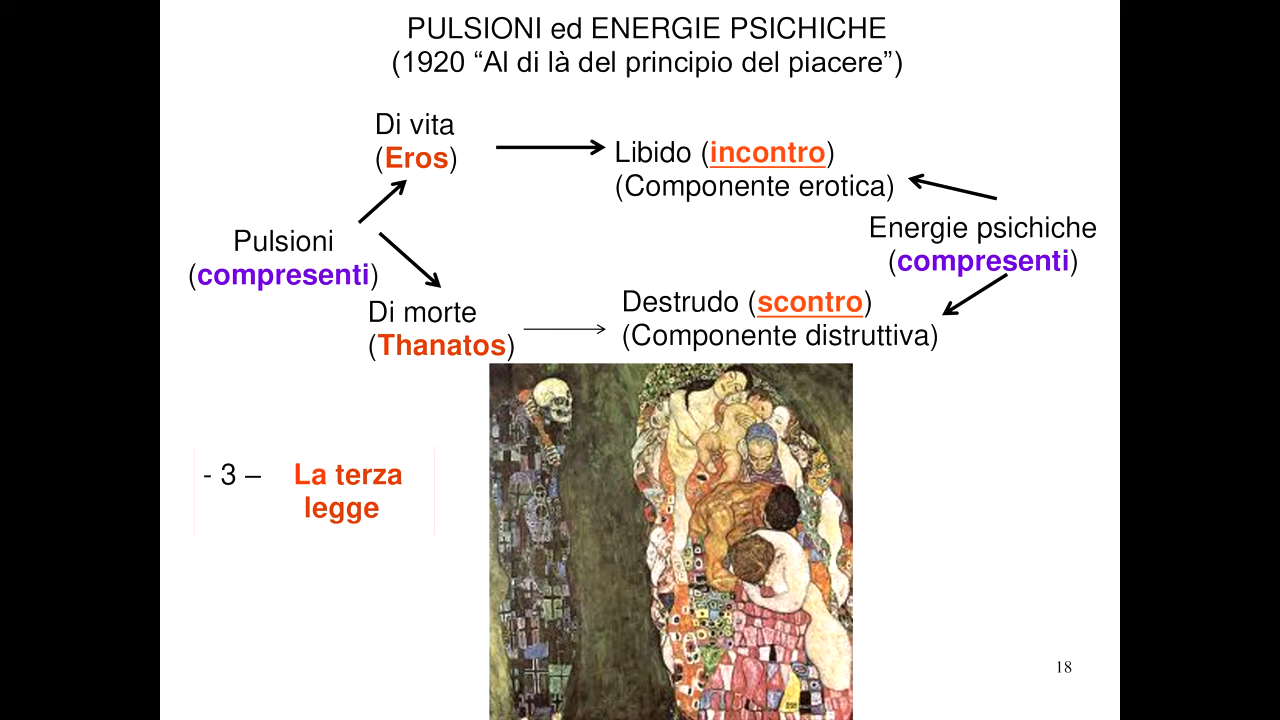 PULSIONI ed ENERGIE PSICHICHE
(1920 “Al di là del principio del piacere”)
Di vita
(Eros)
Libido (incontro)
(Componente erotica)
Pulsioni
(compresenti)
Energie psichiche
(compresenti)
Di morte
(Thanatos)
Destrudo (scontro)
(Componente distruttiva)
- 3 – La terza
legge
18